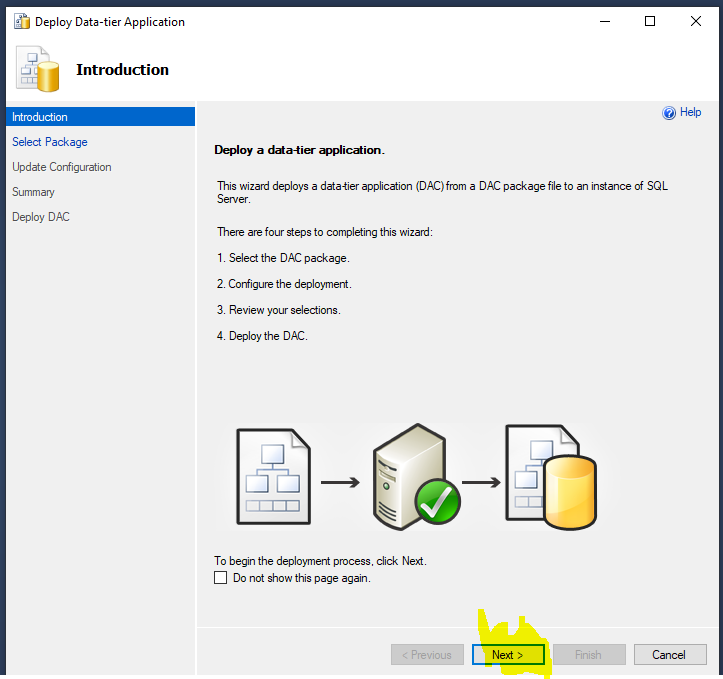 Deploy Data-tier Application
Introduction
Introduction
Select Package
Update Configuration
Summary
Deploy DAC
Help
Deploy a data-tier application.
This wizard deploys a data-tier application (DAC) from a DAC package file to an instance of SQL
Server.
There are four steps to completing this wizard:
1. Select the DAC package.
2. Configure the deployment.
3. Review your selections.
4. Deploy the DAC.
To begin the deployment process, click Next.
Do not show this page again.
< Previous
Next >
Finish
Cancel